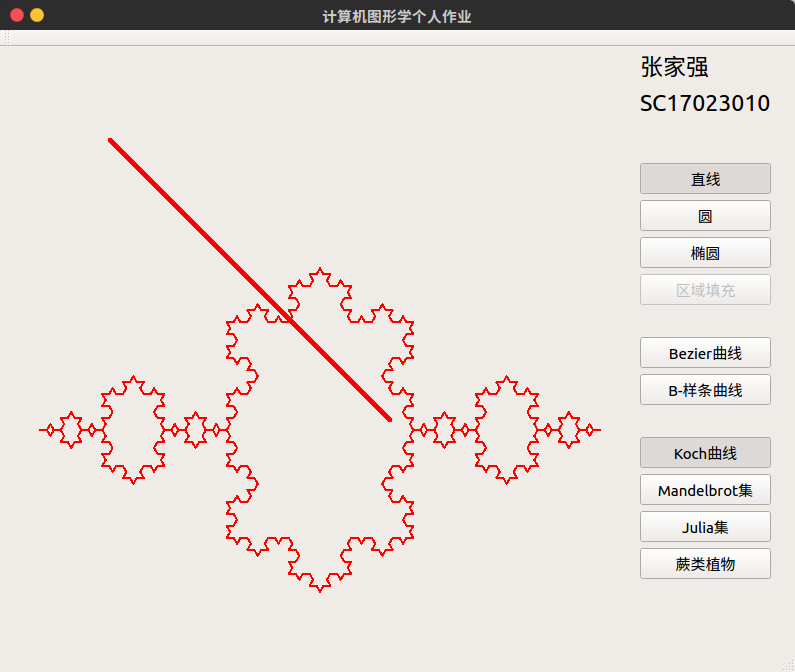 计算机图形学个人作业
张家强
SC17023010
直线
圆
椭圆
区域填充
Bezier曲线
B-样条曲线
Koch曲线
Mandelbrot集
Julia集
蕨类植物